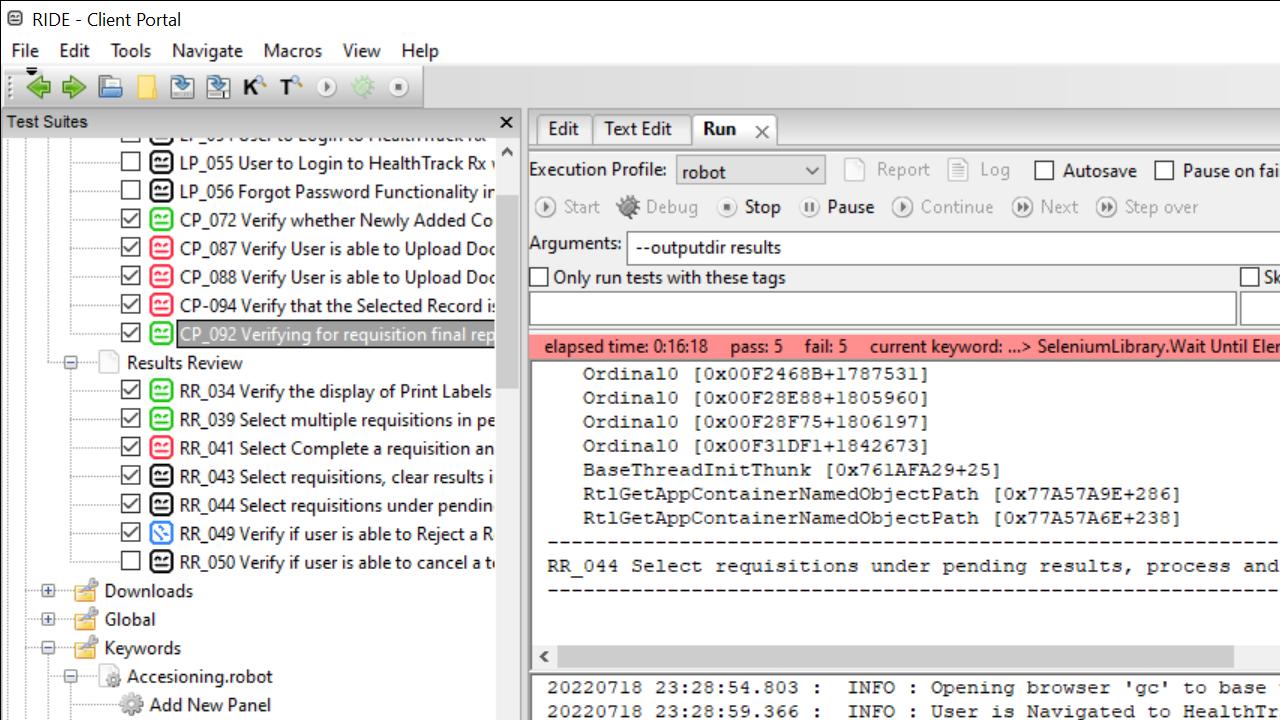 RIDE - Client Portal
File Edit Tools Navigate Macros View Help
K T
Test Suites
LP_055 User to Login to HealthTrack Rx
LP_056 Forgot Password Functionality in
CP_072 Verify whether Newly Added Co
CP_087 Verify User is able to Upload Doc
CP_088 Verify User is able to Upload Doc
CP-094 Verify that the Selected Record is
CP_092 Verifying for requisition final rep
Results Review
RR_034 Verify the display of Print Labels
RR_039 Select multiple requisitions in pe
RR_041 Select Complete a requisition an
RR_043 Select requisitions, clear results i
RR_044 Select requisitions under pendin
RR_049 Verify if user is able to Reject a R
RR_050 Verify if user is able to cancel a te
Downloads
Global
Keywords
Accesioning.robot
Add New Panel
Edit Text Edit Run
Execution Profile: robot Report Log Autosave Pause on fai
Start Debug Stop Pause Continue Next Step over
Arguments: --outputdir results
Only run tests with these tags Sk
elapsed time: 0:16:18 pass: 5 fail: 5 current keyword: ...> SeleniumLibrary.Wait Until Elem
Ordinal0 [0x00F2468B+1787531]
Ordinal0 [0x00F28E88+1805960]
Ordinal0 [0x00F28F75+1806197]
Ordinal0 [0x00F31DF1+1842673]
BaseThreadInitThunk [0x761AFA29+25]
RtlGetAppContainerNamedObjectPath [0x77A57A9E+286]
RtlGetAppContainerNamedObjectPath [0x77A57A6E+238]
------------------------------------------------------------
RR_044 Select requisitions under pending results, process and
------------------------------------------------------------
20220718 23:28:54.803 : INFO : Opening browser 'gc' to base
20220718 23:28:59.366 : INFO : User is Navigated to HealthTr